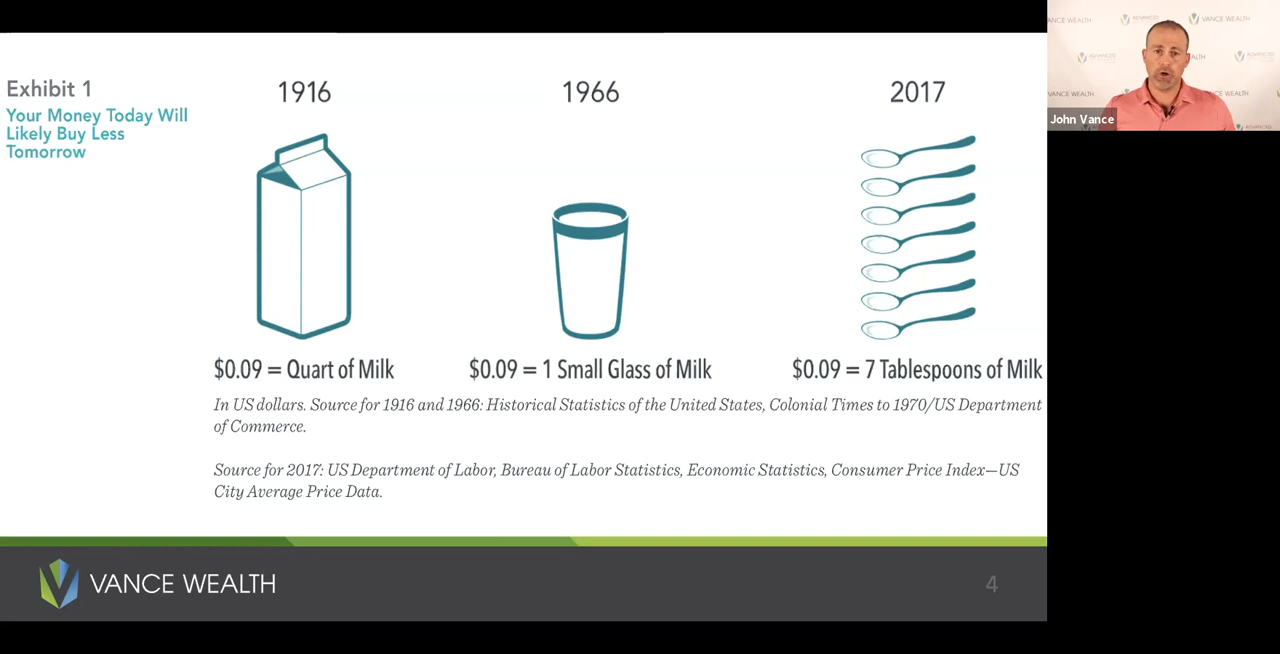 Exhibit 1
Your Money Today Will
Likely Buy Less
Tomorrow
1916
1966
2017
$0.09 = Quart of Milk
$0.09 = 1 Small Glass of Milk
$0.09 = 7 Tablespoons of Milk
In US dollars. Source for 1916 and 1966: Historical Statistics of the United States, Colonial Times to 1970/US Department
of Commerce.
Source for 2017: US Department of Labor, Bureau of Labor Statistics, Economic Statistics, Consumer Price Index—US
City Average Price Data.
VANCE WEALTH
4
VANCE WEALTH
VANCE WEALTH
John Vance